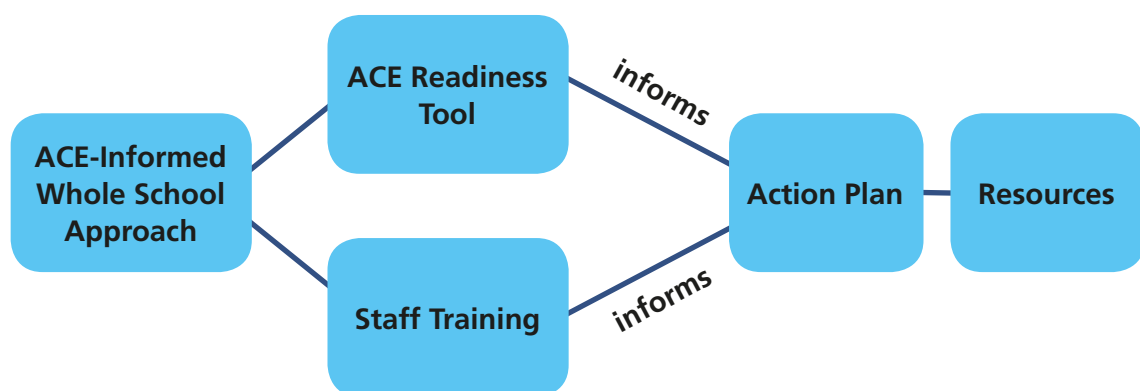 ACE-Informed
Whole School
Approach
ACE Readiness
Tool
Staff Training
informs
informs
Action Plan
Resources